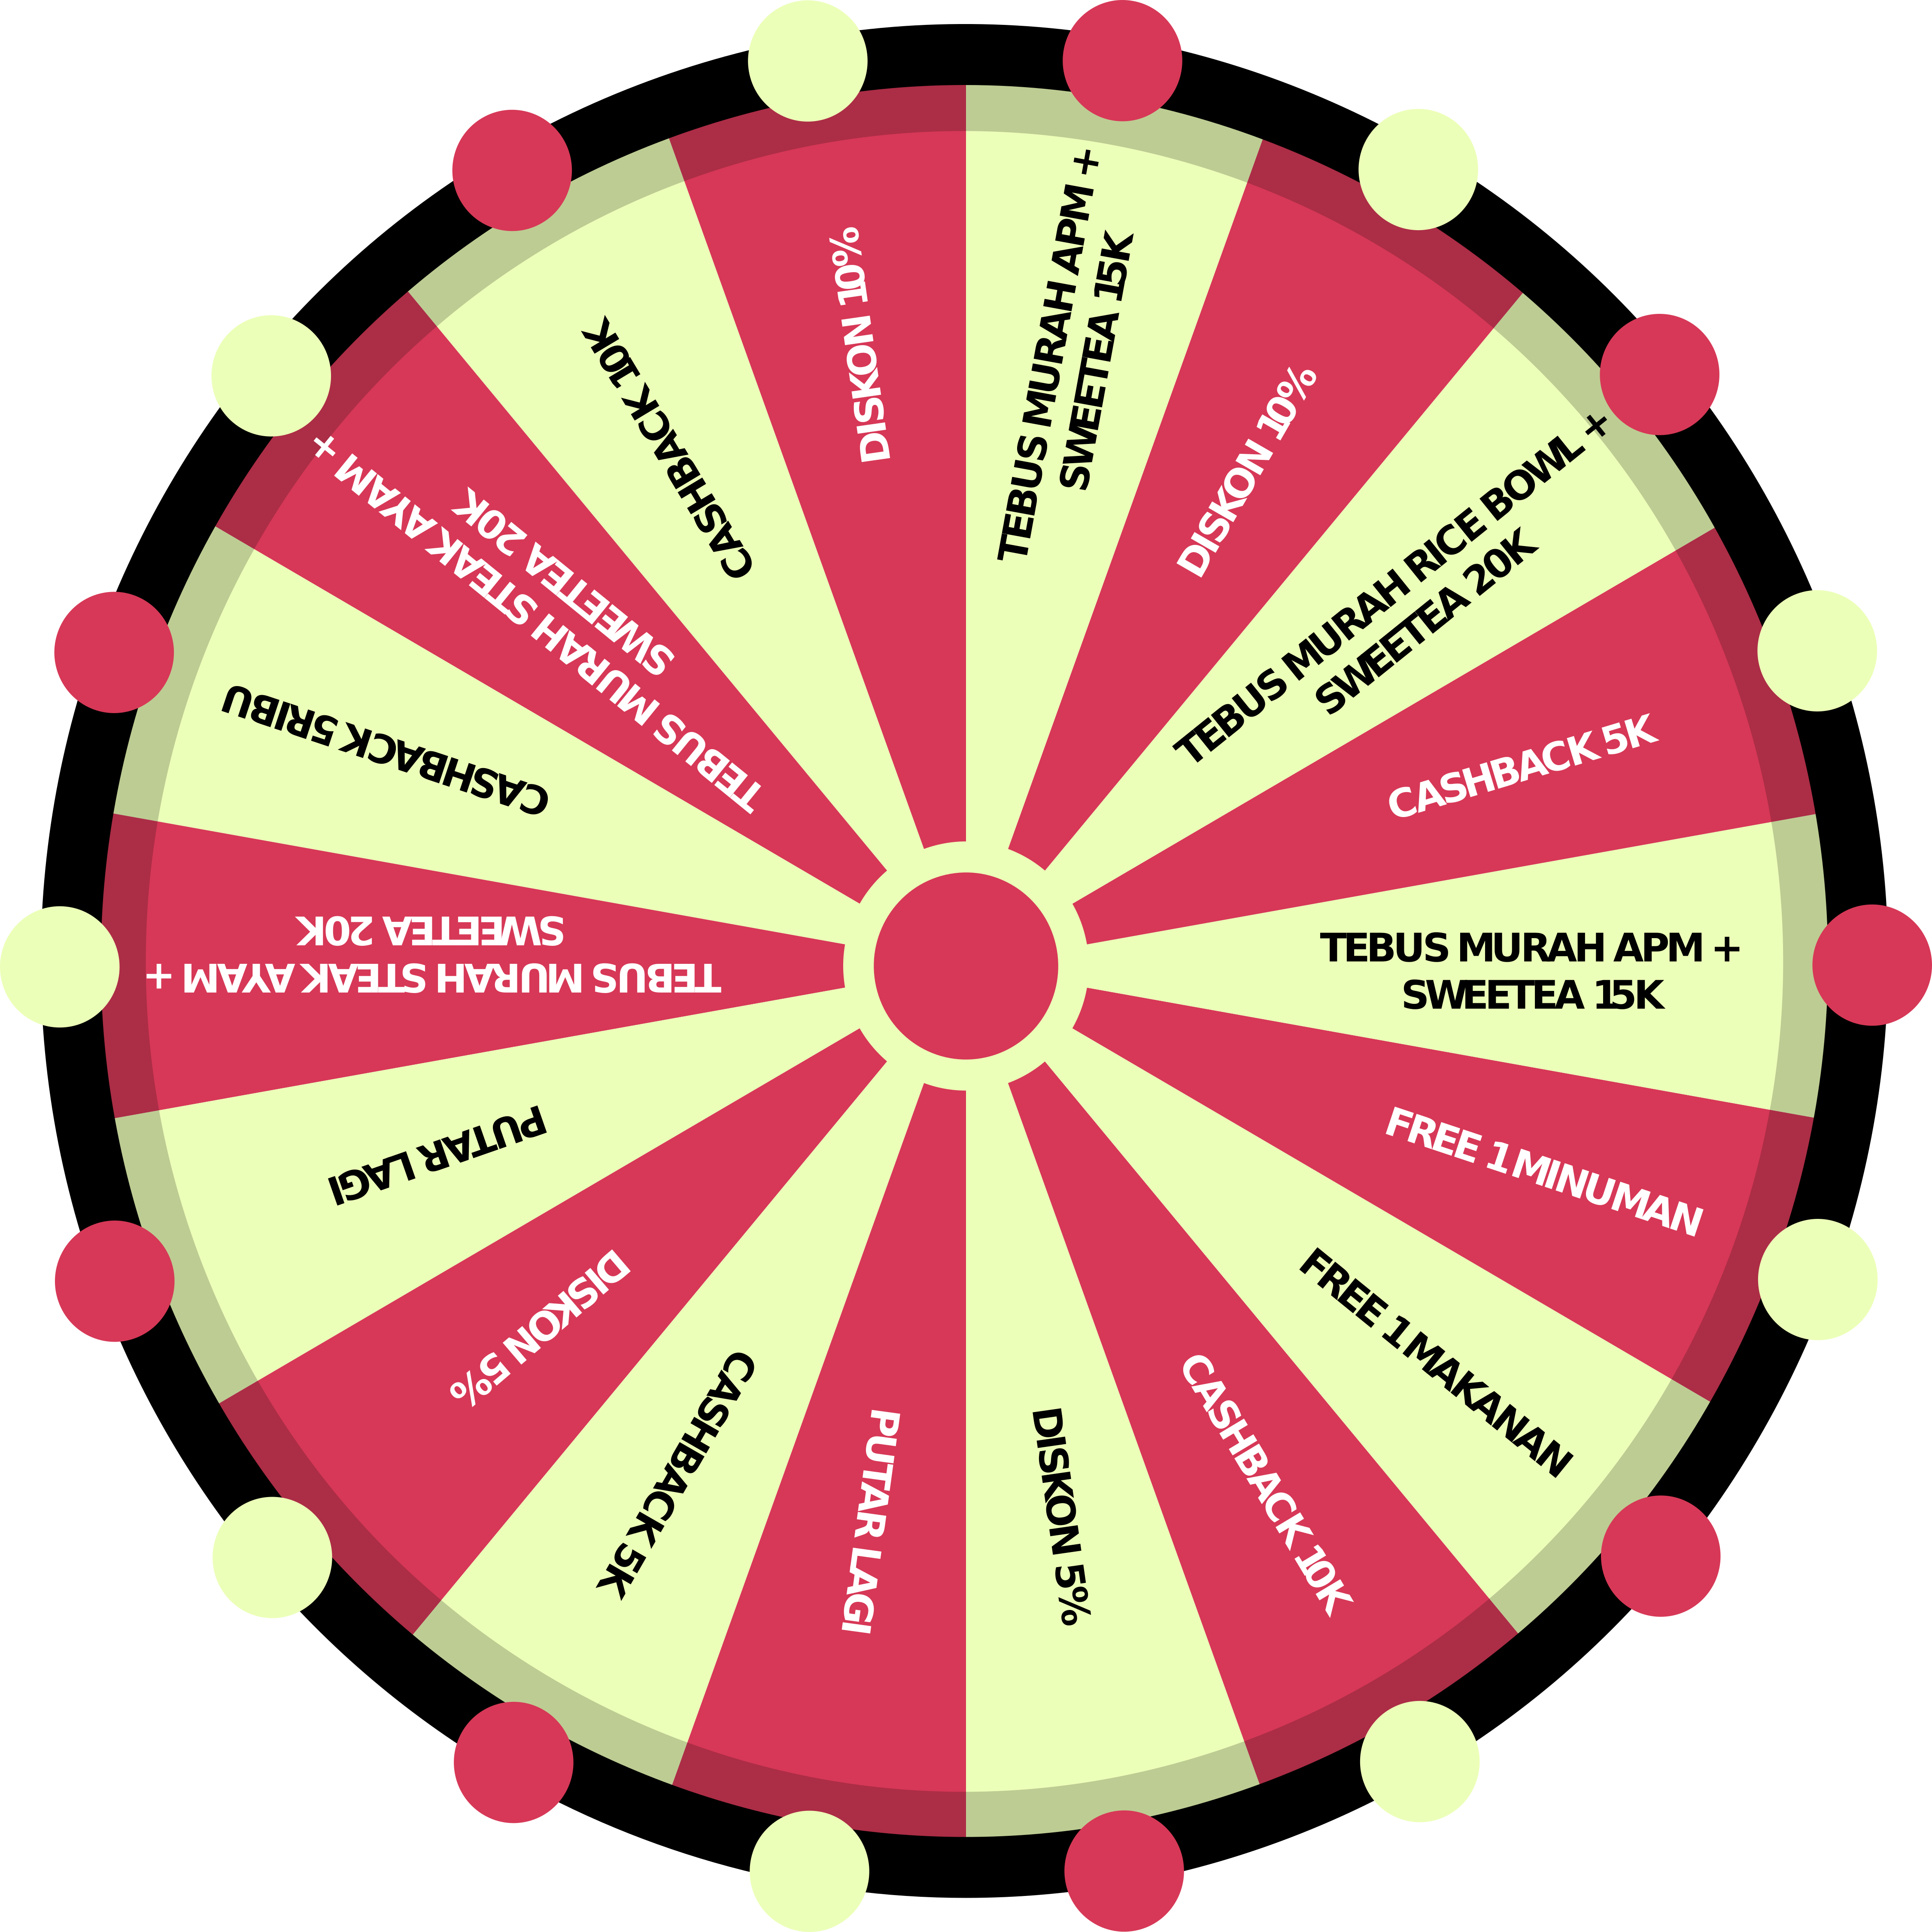 TEBUS MURAH APM +
SWEETEA 15K
DISKON 10%
TEBUS MURAH RICE BOWL +
SWEETEA 20K
CASHBACK 5K
TEBUS MURAH APM +
SWEETEA 15K
FREE 1 MINUMAN
FREE 1 MAKANAN
CASHBACK 10K
DISKON 5%
PUTAR LAGI
CASHBACK 5K
DISKON 5%
PUTAR LAGI
TEBUS MURAH STEAK AYAM +
SWEETEA 20K
CASHBACK 5 RIBU
TEBUS MURAH STEAK AYAM +
SWEETEA 20K
CASHBACK 10K
DISKON 10%